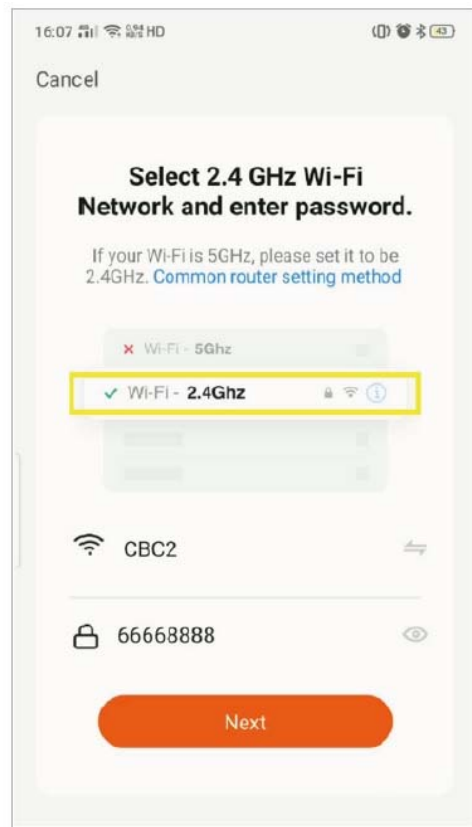 16:07 HD 43
Cancel
Select 2.4 GHz Wi-Fi
Network and enter password.
If your Wi-Fi is 5GHz, please set it to be
2.4GHz. Common router setting method
Wi-Fi - 5Ghz
Wi-Fi - 2.4Ghz
CBC2
66668888
Next